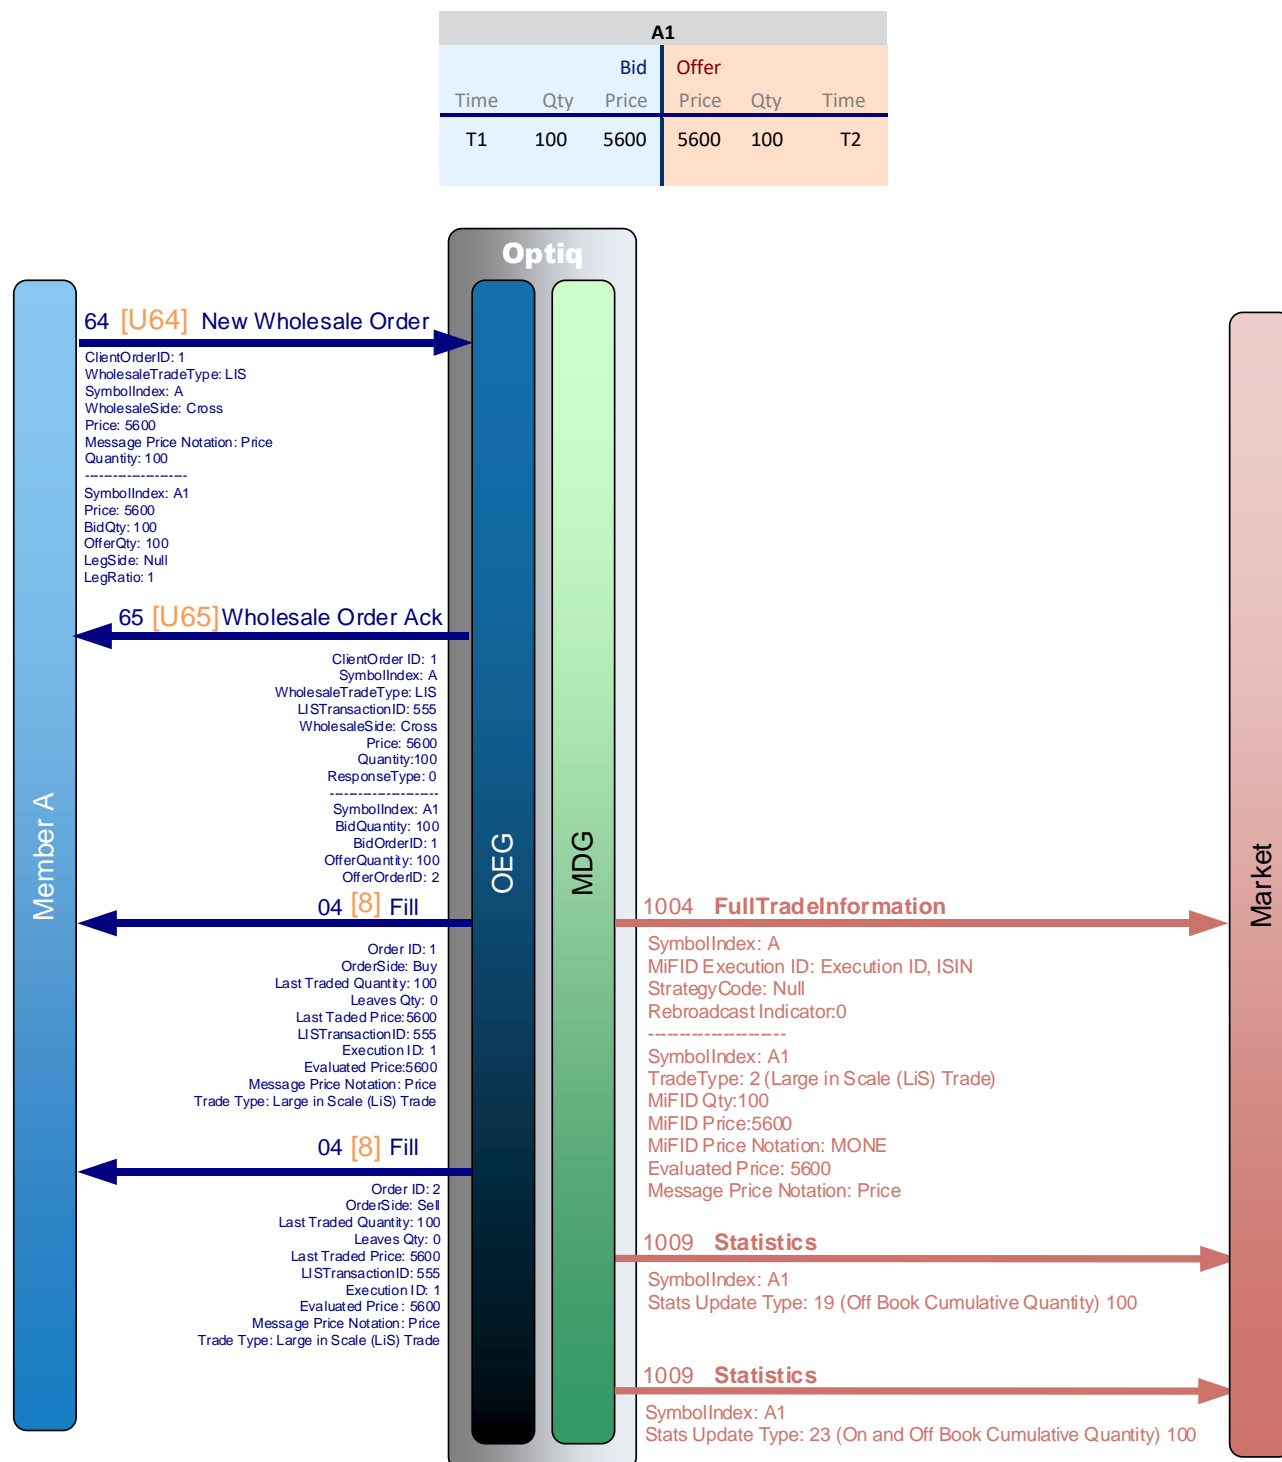 A1
Bid Offer
Time Qty Price Price Qty Time
T1 100 5600 5600 100 T2
Optiq
Member A
OEG
MDG
Market
64 [U64] New Wholesale Order
ClientOrderID: 1
WholesaleTradeType: LIS
SymbolIndex: A
WholesaleSide: Cross
Price: 5600
Message Price Notation: Price
Quantity: 100
----------------------
SymbolIndex: A1
Price: 5600
BidQty: 100
OfferQty: 100
LegSide: Null
LegRatio: 1
65 [U65] Wholesale Order Ack
ClientOrder ID: 1
SymbolIndex: A
WholesaleTradeType: LIS
LISTransactionID: 555
WholesaleSide: Cross
Price: 5600
Quantity:100
ResponseType: 0
-----------------------
SymbolIndex: A1
BidQuantity: 100
BidOrderID: 1
OfferQuantity: 100
OfferOrderID: 2
04 [8] Fill
Order ID: 1
OrderSide: Buy
Last Traded Quantity: 100
Leaves Qty: 0
Last Taded Price:5600
LISTransactionID: 555
Execution ID: 1
Evaluated Price:5600
Message Price Notation: Price
Trade Type: Large in Scale (LiS) Trade
04 [8] Fill
Order ID: 2
OrderSide: Sell
Last Traded Quantity: 100
Leaves Qty: 0
Last Traded Price: 5600
LISTransactionID: 555
Execution ID: 1
Evaluated Price : 5600
Message Price Notation: Price
Trade Type: Large in Scale (LiS) Trade
1004 FullTradeInformation
SymbolIndex: A
MiFID Execution ID: Execution ID, ISIN
StrategyCode: Null
Rebroadcast Indicator:0
----------------------
SymbolIndex: A1
TradeType: 2 (Large in Scale (LiS) Trade)
MiFID Qty:100
MiFID Price:5600
MiFID Price Notation: MONE
Evaluated Price: 5600
Message Price Notation: Price
1009 Statistics
SymbolIndex: A1
Stats Update Type: 19 (Off Book Cumulative Quantity) 100
1009 Statistics
SymbolIndex: A1
Stats Update Type: 23 (On and Off Book Cumulative Quantity) 100